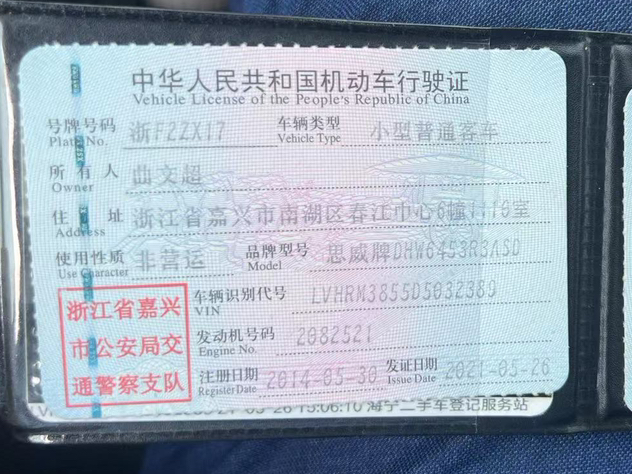 中华人民共和国机动车行驶证
Vehicle License of the People's Republic of China
号牌号码 浙F2ZX17 车辆类型 小型普通客车
Plate No. Vehicle Type
所有人 曲文超
Owner
住址 浙江省嘉兴市南湖区春江中心6幢1110室
Address
使用性质 非营运 品牌型号 思威牌DHW6453R3ASD
Use Character Model
浙江省嘉兴
市公安局交
通警察支队
车辆识别代号 LVHRM3855D5032389
VIN
发动机号码 2082521
Engine No.
注册日期 2014-05-30 发证日期 2021-05-26
Register Date Issue Date
-05-26 15:06:10 海宁二手车登记服务站